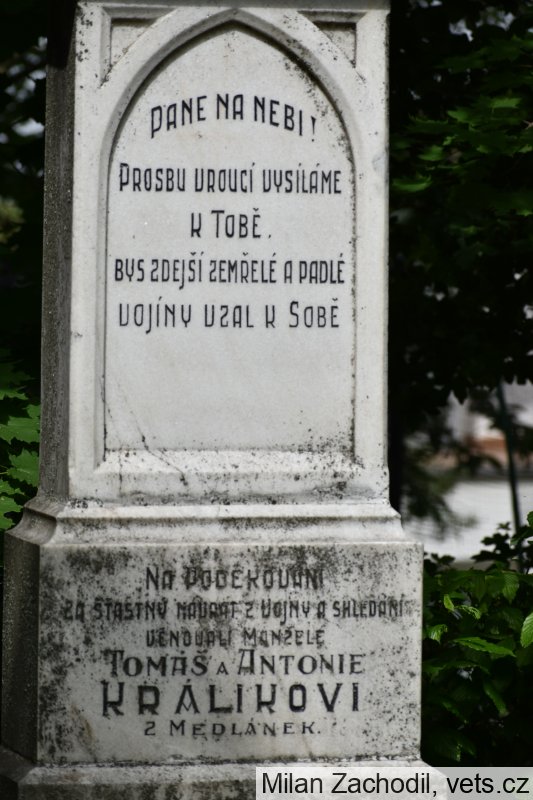 PANE NA NEBI!
PROSBU VROUCÍ VYSÍLÁME
K TOBĚ,
BYS ZDEJŠÍ ZEMŘELÉ A PADLÉ
VOJÍNY VZAL K SOBĚ
NA PODĚKOVÁNÍ
ZA ŠŤASTNÝ NÁVRAT Z VOJNY A SHLEDÁNÍ
VĚNOVALI MANŽELÉ
TOMÁŠ A ANTONIE
KRÁLÍKOVI
Z MEDLÁNEK.
Milan Zachodil, vets.cz